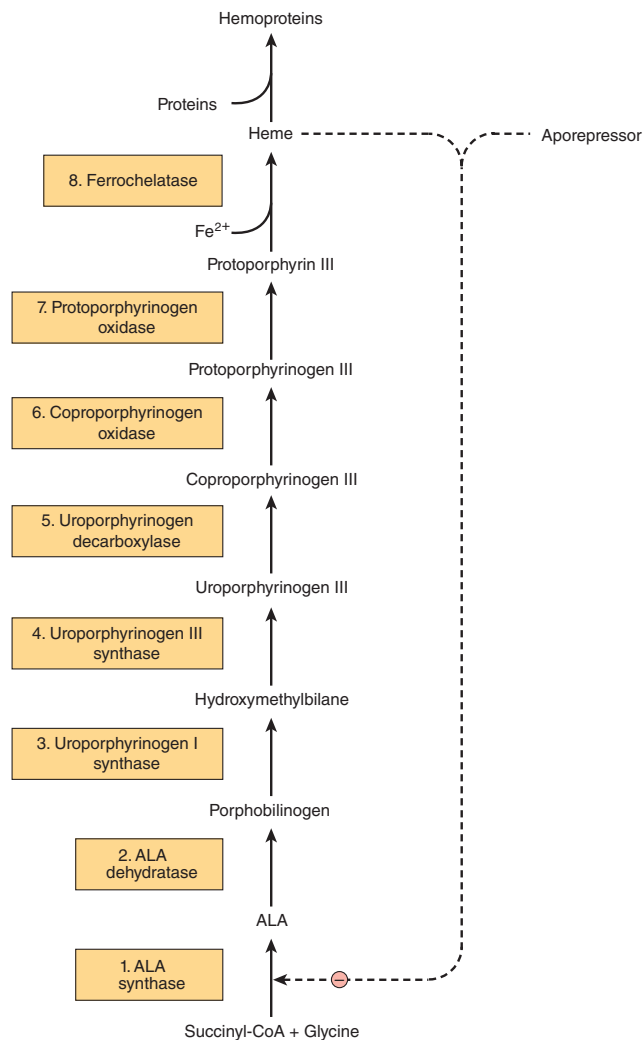 Hemoproteins
Proteins
Heme
Aporepressor
8. Ferrochelatase
Fe2+
Protoporphyrin III
7. Protoporphyrinogen
oxidase
Protoporphyrinogen III
6. Coproporphyrinogen
oxidase
Coproporphyrinogen III
5. Uroporphyrinogen
decarboxylase
Uroporphyrinogen III
4. Uroporphyrinogen III
synthase
Hydroxymethylbilane
3. Uroporphyrinogen I
synthase
Porphobilinogen
2. ALA
dehydratase
ALA
1. ALA
synthase
−
Succinyl-CoA + Glycine